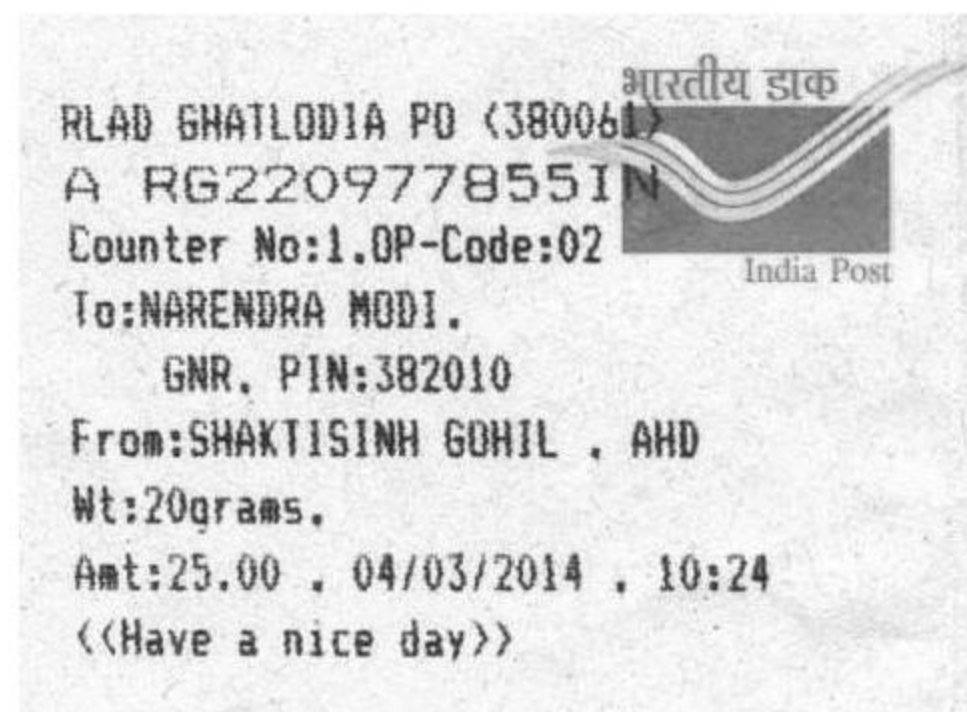 भारतीय डाक
RLAD GHATLODIA PO (380061)
A RG220977855IN
Counter No:1,OP-Code:02
India Post
To:NARENDRA MODI,
GNR, PIN:382010
From:SHAKTISINH GOHIL , AHD
Wt:20grams,
Amt:25.00 , 04/03/2014 , 10:24
<<Have a nice day>>